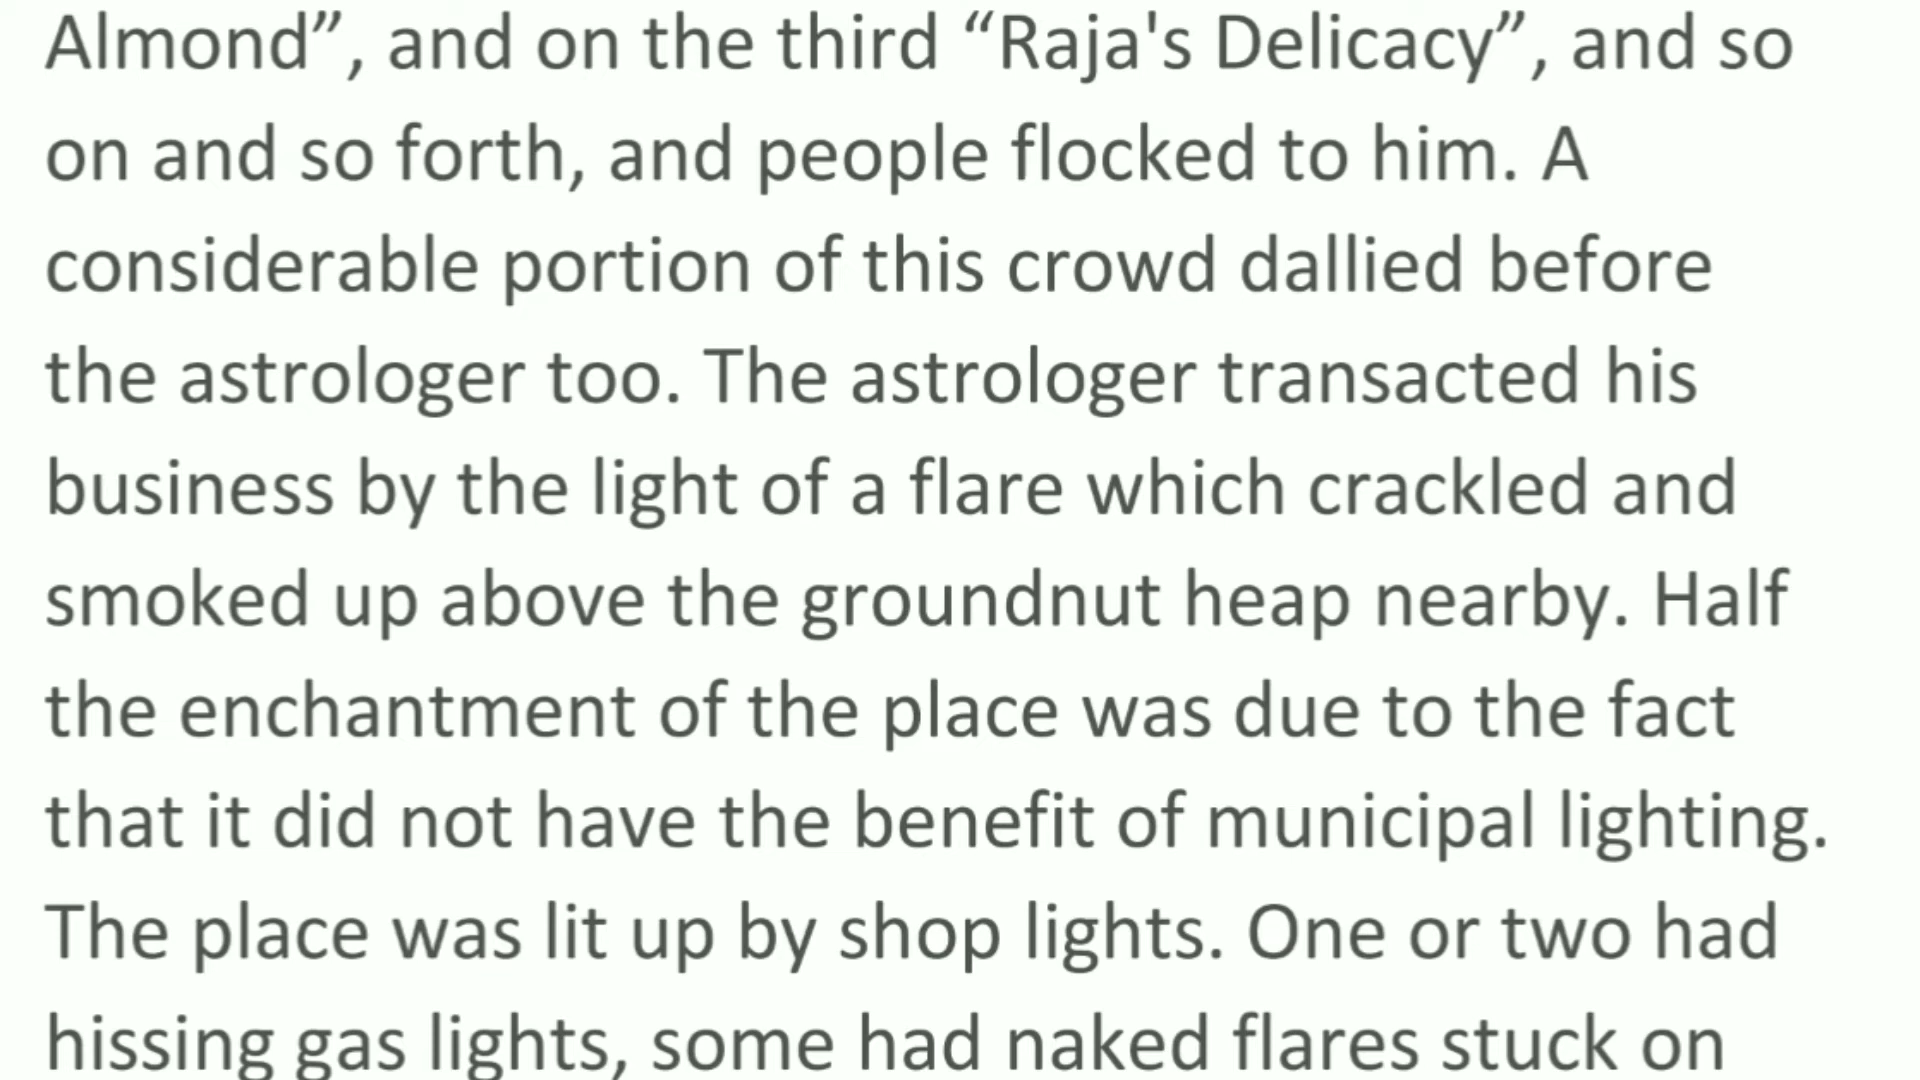 Almond”, and on the third “Raja's Delicacy”, and so
on and so forth, and people flocked to him. A
considerable portion of this crowd dallied before
the astrologer too. The astrologer transacted his
business by the light of a flare which crackled and
smoked up above the groundnut heap nearby. Half
the enchantment of the place was due to the fact
that it did not have the benefit of municipal lighting.
The place was lit up by shop lights. One or two had
hissing gas lights, some had naked flares stuck on